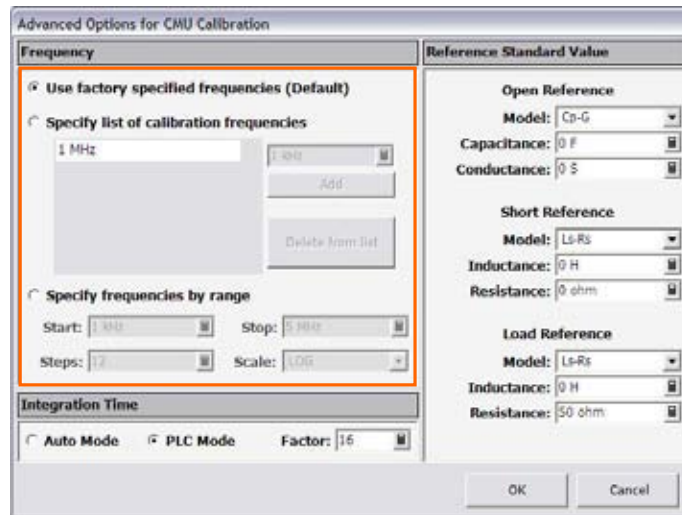 Advanced Options for CMU Calibration
Frequency
Use factory specified frequencies (Default)
Specify list of calibration frequencies
1 MHz
1 kHz
Add
Delete from list
Specify frequencies by range
Start: 1 kHz Stop: 5 MHz
Steps: 12 Scale: LOG
Integration Time
Auto Mode PLC Mode Factor: 16
Reference Standard Value
Open Reference
Model: Cp-G
Capacitance: 0 F
Conductance: 0 S
Short Reference
Model: Ls-Rs
Inductance: 0 H
Resistance: 0 ohm
Load Reference
Model: Ls-Rs
Inductance: 0 H
Resistance: 50 ohm
OK Cancel